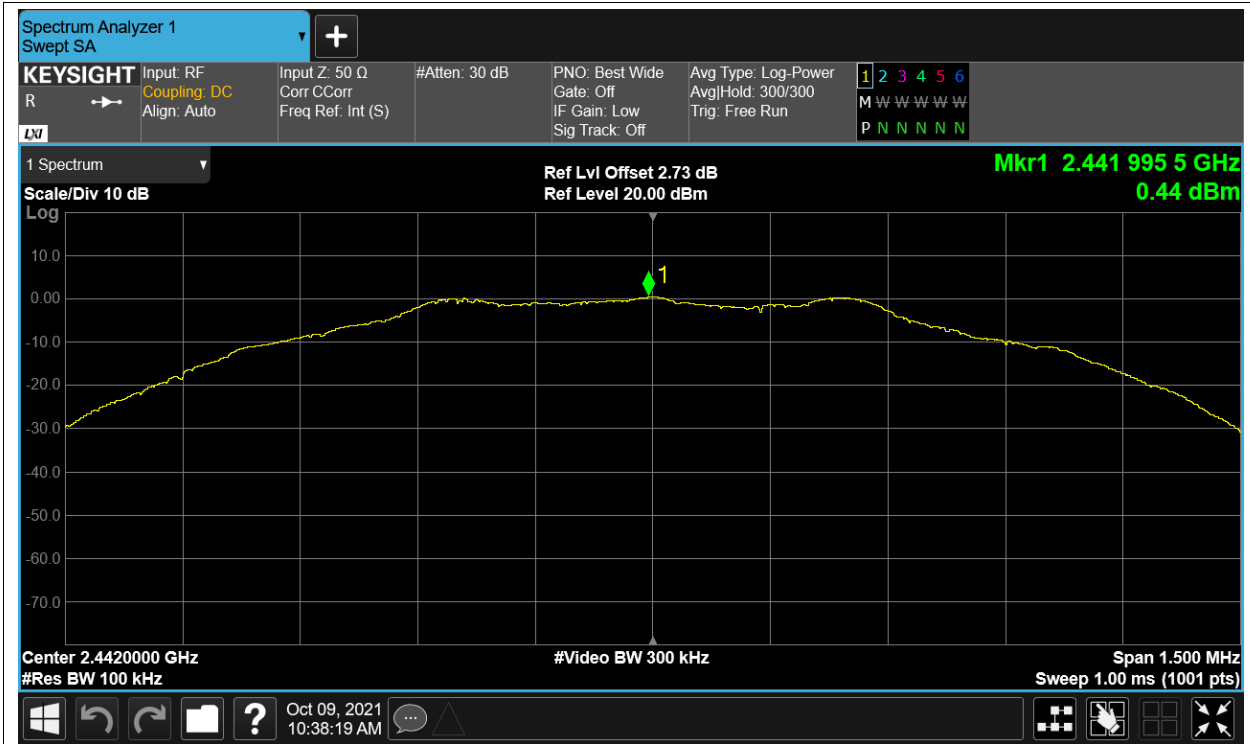 Spectrum Analyzer 1
Swept SA
+
KEYSIGHT
R
LXI
Input: RF
Coupling: DC
Align: Auto
Input Z: 50 Ω
Corr CCorr
Freq Ref: Int (S)
#Atten: 30 dB
PNO: Best Wide
Gate: Off
IF Gain: Low
Sig Track: Off
Avg Type: Log-Power
Avg|Hold: 300/300
Trig: Free Run
1 2 3 4 5 6
M W W W W W
P N N N N N
1 Spectrum
Scale/Div 10 dB
Log
Ref Lvl Offset 2.73 dB
Ref Level 20.00 dBm
Mkr1 2.441 995 5 GHz
0.44 dBm
1
10.0
0.00
-10.0
-20.0
-30.0
-40.0
-50.0
-60.0
-70.0
Center 2.4420000 GHz
#Res BW 100 kHz
#Video BW 300 kHz
Span 1.500 MHz
Sweep 1.00 ms (1001 pts)
?
Oct 09, 2021
10:38:19 AM